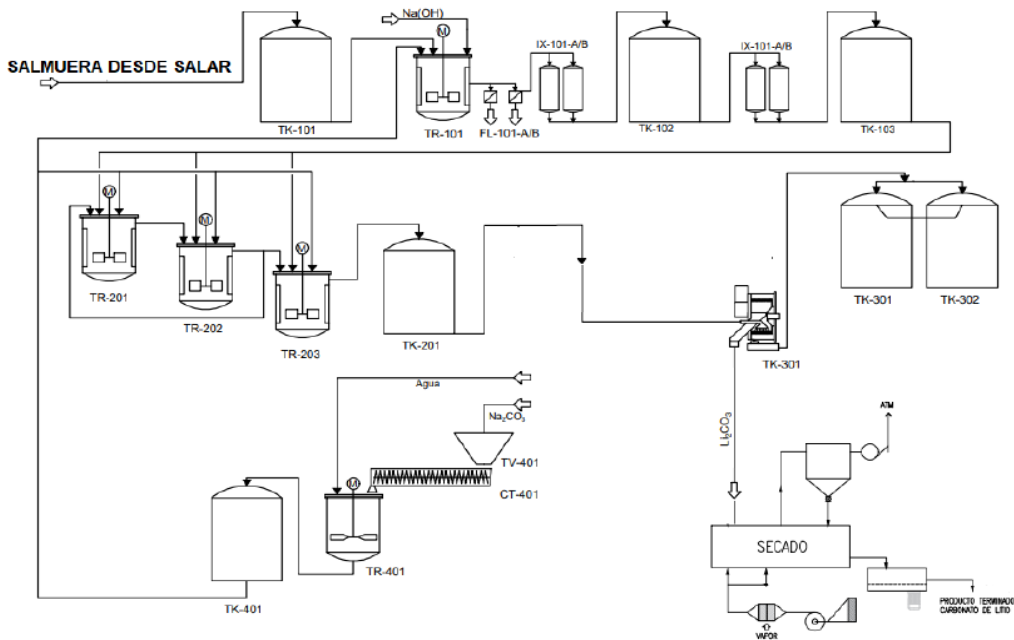 Na(OH)
M
SALMUERA DESDE SALAR
IX-101-A/B
IX-101-A/B
TK-101
TR-101
FL-101-A/B
TK-102
TK-103
M
M
M
TR-201
TR-202
TR-203
TK-201
TK-301
TK-302
TK-301
Agua
Na₂CO₃
TV-401
CT-401
M
TR-401
TK-401
Li₂CO₃
ATM
SECADO
VAPOR
PRODUCTO TERMINADO
CARBONATO DE LITIO